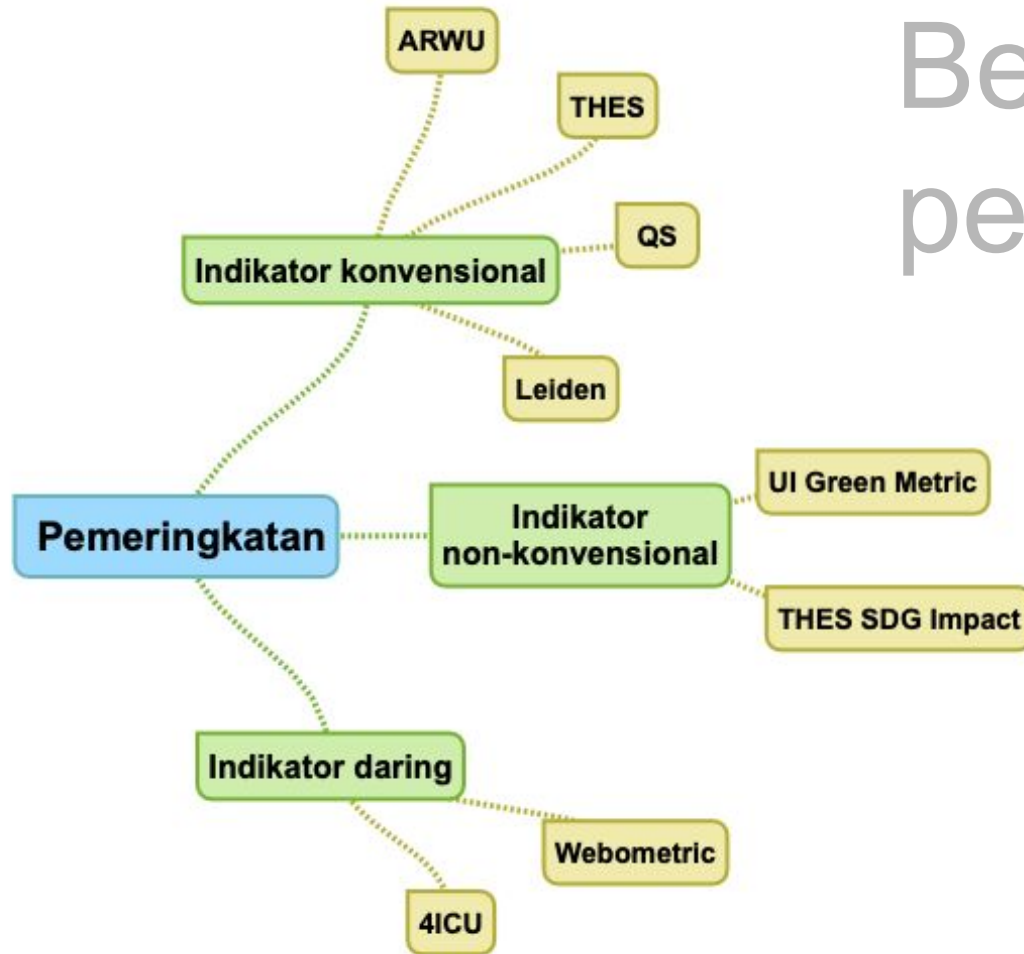 ARWU
THES
QS
Indikator konvensional
Leiden
UI Green Metric
Pemeringkatan
Indikator
non-konvensional
THES SDG Impact
Indikator daring
Webometric
4ICU
Be
pe